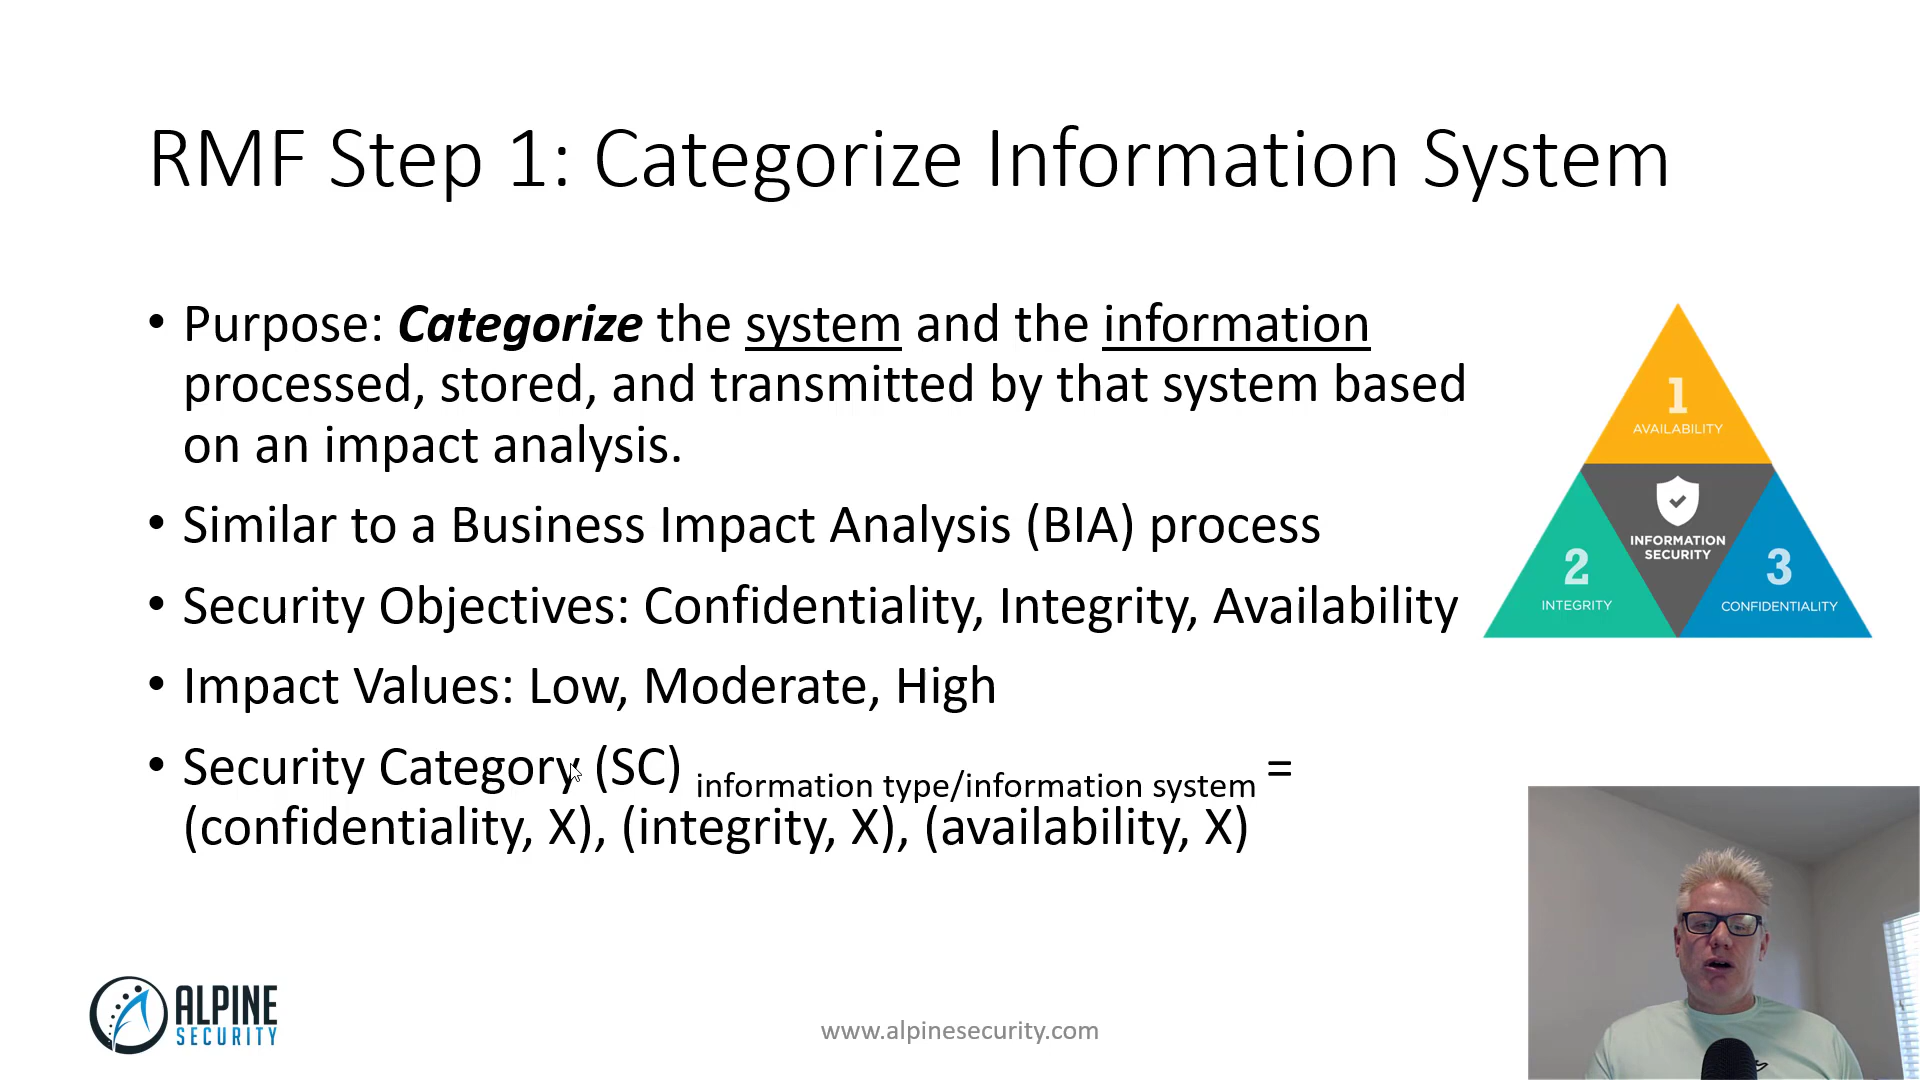 RMF Step 1: Categorize Information System
• Purpose: Categorize the system and the information
processed, stored, and transmitted by that system based
on an impact analysis.
• Similar to a Business Impact Analysis (BIA) process
• Security Objectives: Confidentiality, Integrity, Availability
• Impact Values: Low, Moderate, High
• Security Category (SC) information type/information system =
(confidentiality, X), (integrity, X), (availability, X)
1
AVAILABILITY
INFORMATION
SECURITY
2
INTEGRITY
3
CONFIDENTIALITY
ALPINE
SECURITY
www.alpinesecurity.com